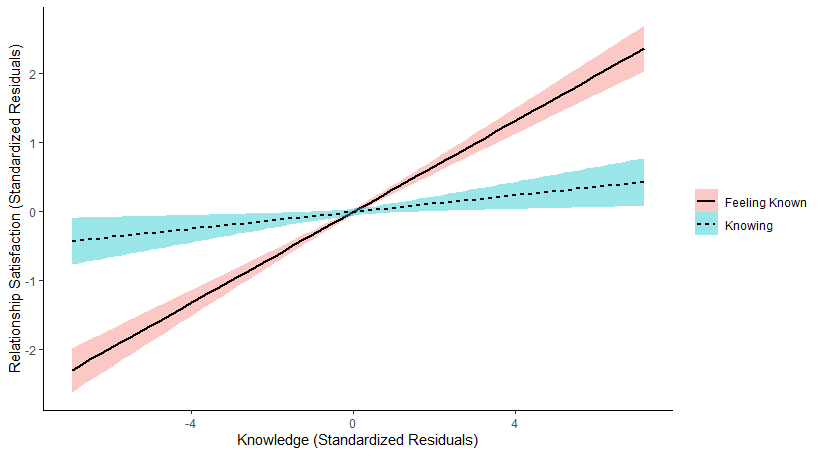 Relationship Satisfaction (Standardized Residuals)
2
1
0
-1
-2
-4
0
4
Knowledge (Standardized Residuals)
Feeling Known
Knowing